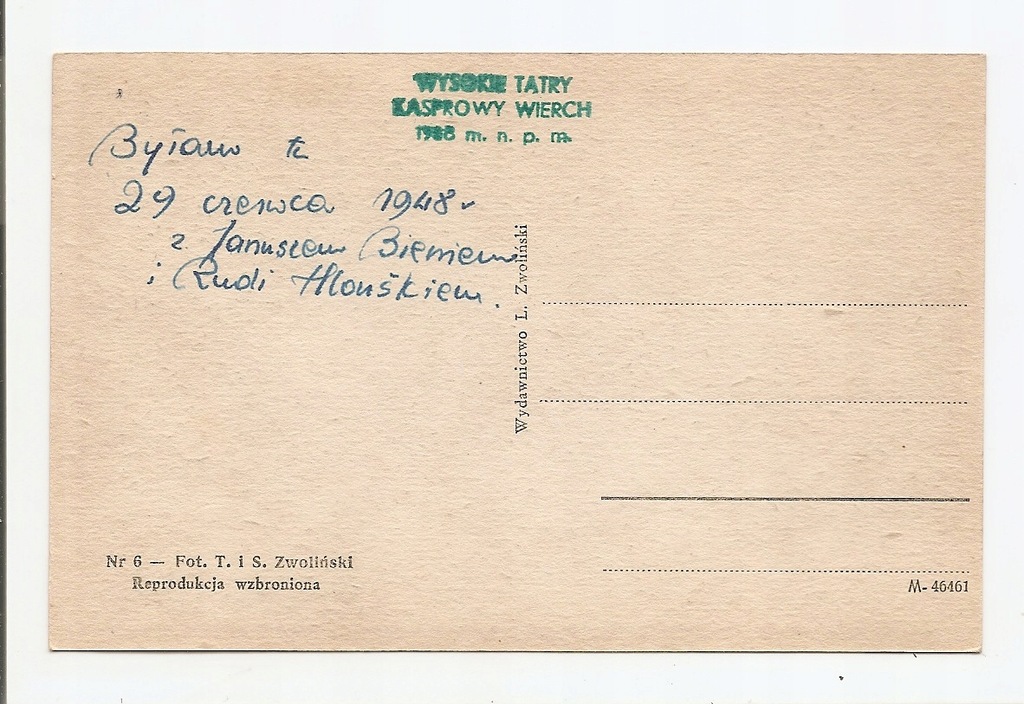 WYSOKIE TATRY
KASPROWY WIERCH
1988 m. n. p. m.
Byłam tu
29 czerwca 1948 r
z Januszem Bieniem
i Rudi Hlouškiem.
Wydawnictwo L. Zwoliński
Nr 6 — Fot. T. i S. Zwoliński
Reprodukcja wzbroniona
M- 46461